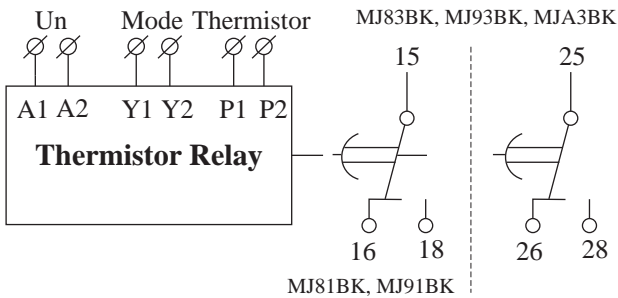 MJ83BK, MJ93BK, MJA3BK
Un Mode Thermistor
15 25
A1 A2 Y1 Y2 P1 P2
Thermistor Relay
16 18 26 28
MJ81BK, MJ91BK